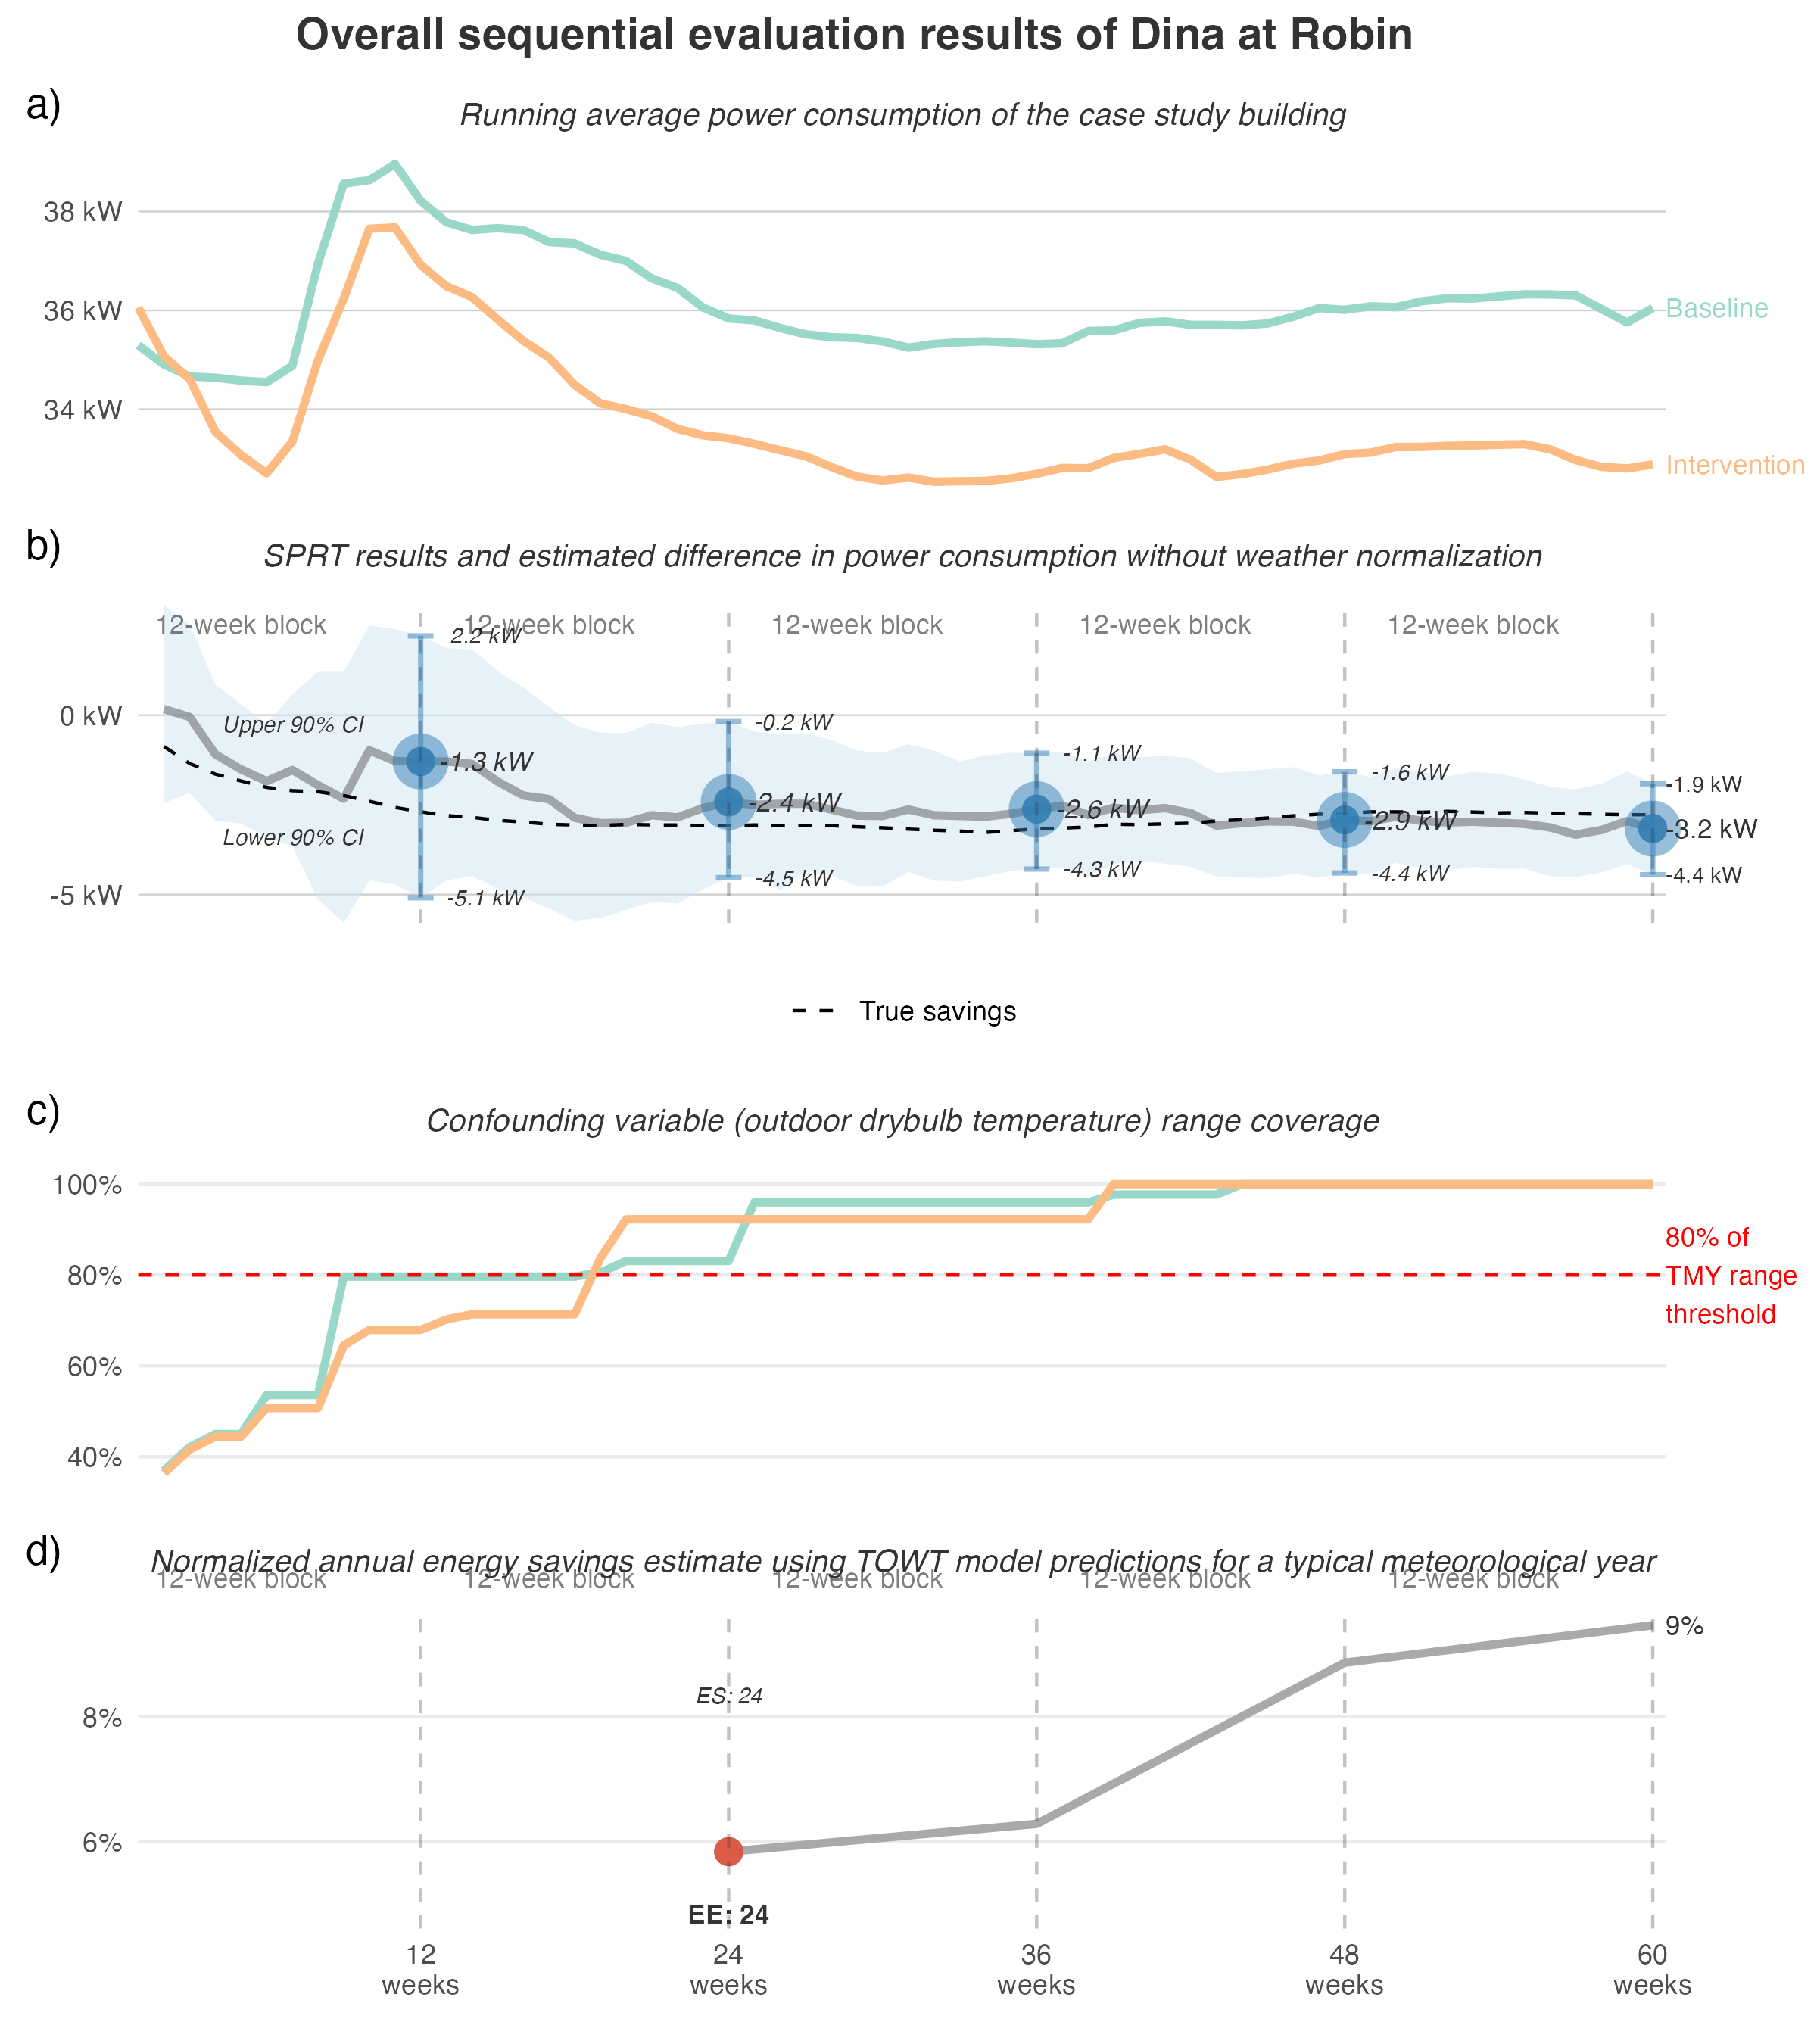 Overall sequential evaluation results of Dina at Robin
a)
Running average power consumption of the case study building
38 kW
36 kW
34 kW
Baseline
Intervention
b)
SPRT results and estimated difference in power consumption without weather normalization
12-week block
12-week block
12-week block
12-week block
12-week block
0 kW
-5 kW
Upper 90% CI
Lower 90% CI
2.2 kW
-1.3 kW
-5.1 kW
-0.2 kW
-2.4 kW
-4.5 kW
-1.1 kW
-2.6 kW
-4.3 kW
-1.6 kW
-2.9 kW
-4.4 kW
-1.9 kW
-3.2 kW
-4.4 kW
True savings
c)
Confounding variable (outdoor drybulb temperature) range coverage
100%
80%
60%
40%
80% of
TMY range
threshold
d)
Normalized annual energy savings estimate using TOWT model predictions for a typical meteorological year
12-week block
12-week block
12-week block
12-week block
12-week block
9%
8%
6%
ES: 24
EE: 24
12
weeks
24
weeks
36
weeks
48
weeks
60
weeks